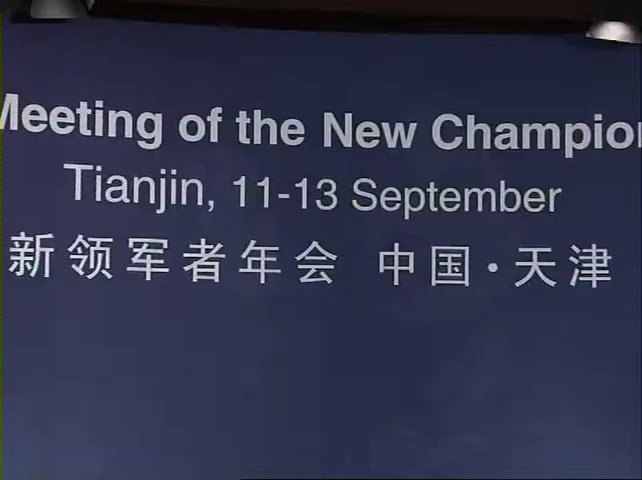 Meeting of the New Champion
Tianjin, 11-13 September
新领军者年会 中国·天津